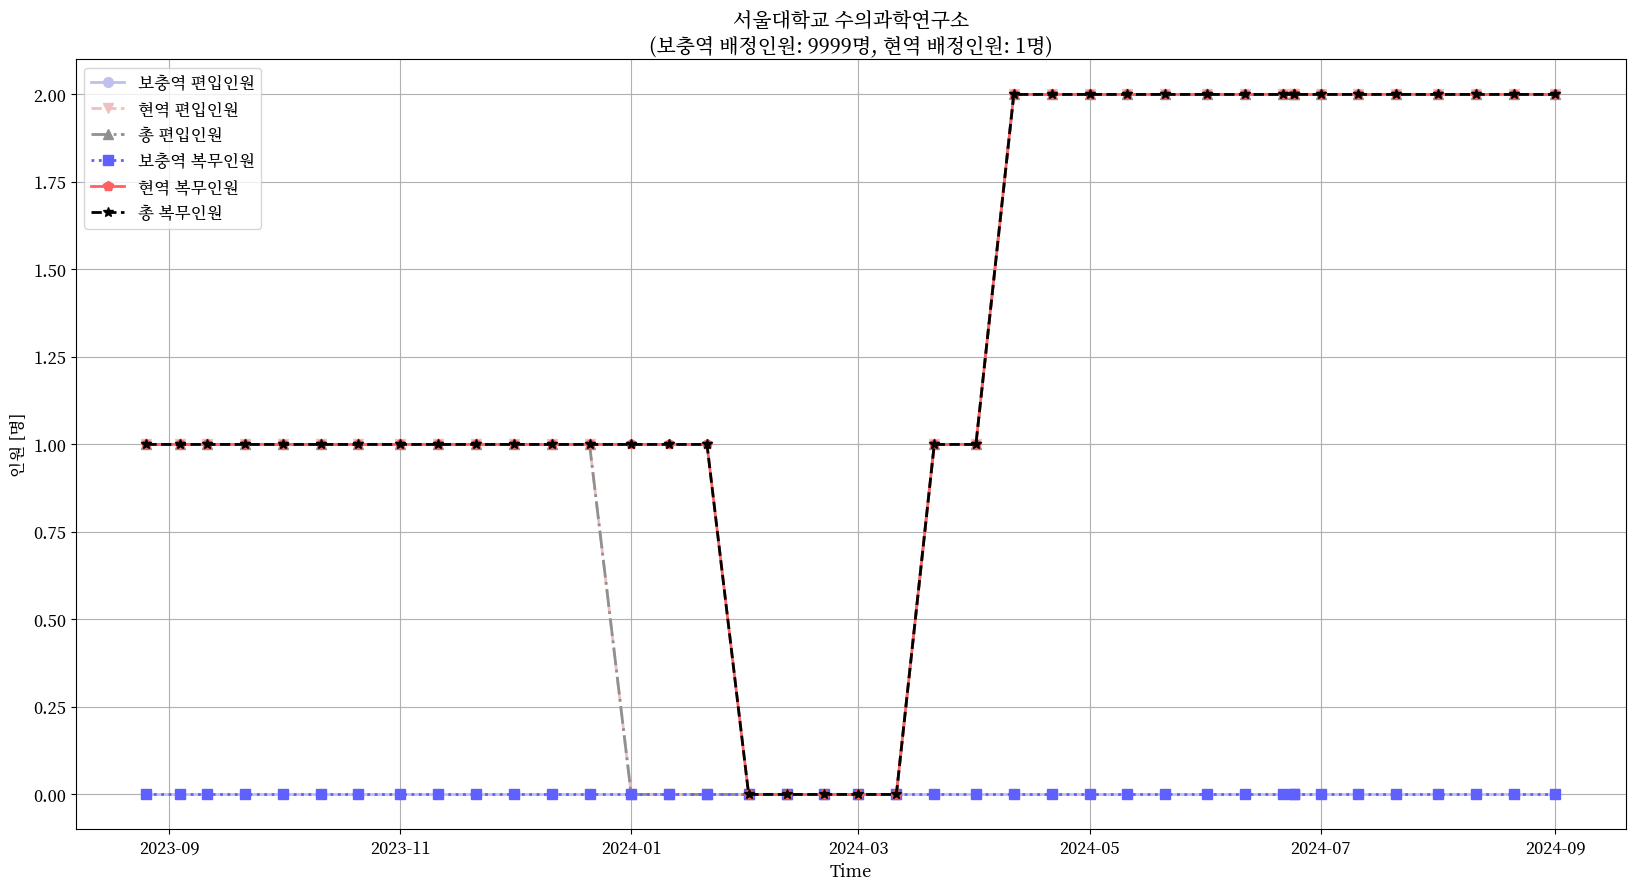 서울대학교 수의과학연구소
(보충역 배정인원: 9999명, 현역 배정인원: 1명)
보충역 편입인원
현역 편입인원
총 편입인원
보충역 복무인원
현역 복무인원
총 복무인원
인원 [명]
2.00
1.75
1.50
1.25
1.00
0.75
0.50
0.25
0.00
2023-09 2023-11 2024-01 2024-03 2024-05 2024-07 2024-09
Time